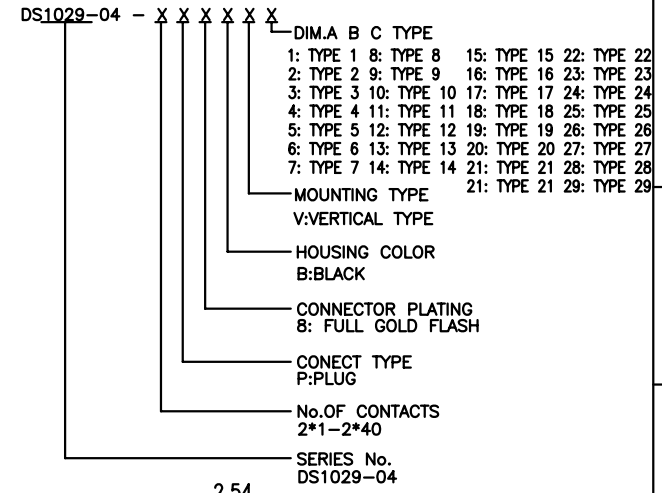 DS1029-04 - X X X X X X
DIM.A B C TYPE
1: TYPE 1 8: TYPE 8 15: TYPE 15 22: TYPE 22
2: TYPE 2 9: TYPE 9 16: TYPE 16 23: TYPE 23
3: TYPE 3 10: TYPE 10 17: TYPE 17 24: TYPE 24
4: TYPE 4 11: TYPE 11 18: TYPE 18 25: TYPE 25
5: TYPE 5 12: TYPE 12 19: TYPE 19 26: TYPE 26
6: TYPE 6 13: TYPE 13 20: TYPE 20 27: TYPE 27
7: TYPE 7 14: TYPE 14 21: TYPE 21 28: TYPE 28
21: TYPE 21 29: TYPE 29
MOUNTING TYPE
V:VERTICAL TYPE
HOUSING COLOR
B:BLACK
CONNECTOR PLATING
8: FULL GOLD FLASH
CONECT TYPE
P:PLUG
No.OF CONTACTS
2*1-2*40
SERIES No.
DS1029-04
2.54